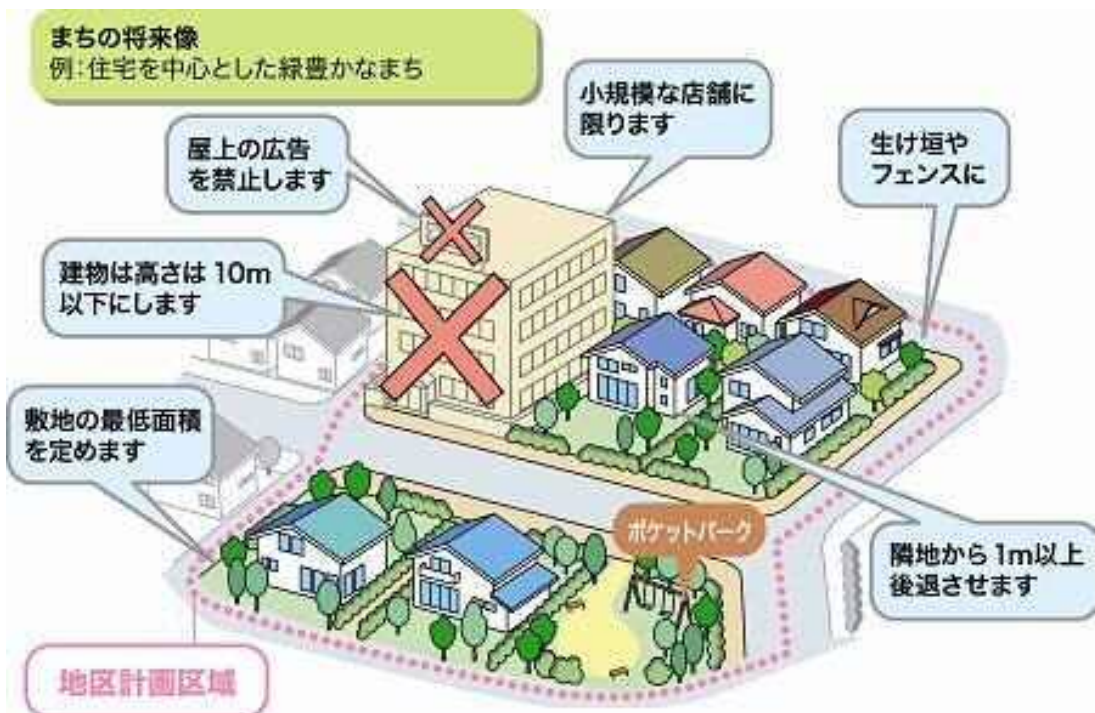 まちの将来像
例:住宅を中心とした緑豊かなまち
小規模な店舗に
限ります
屋上の広告
を禁止します
生け垣や
フェンスに
建物は高さは10m
以下にします
敷地の最低面積
を定めます
ポケットパーク
隣地から1m以上
後退させます
地区計画区域